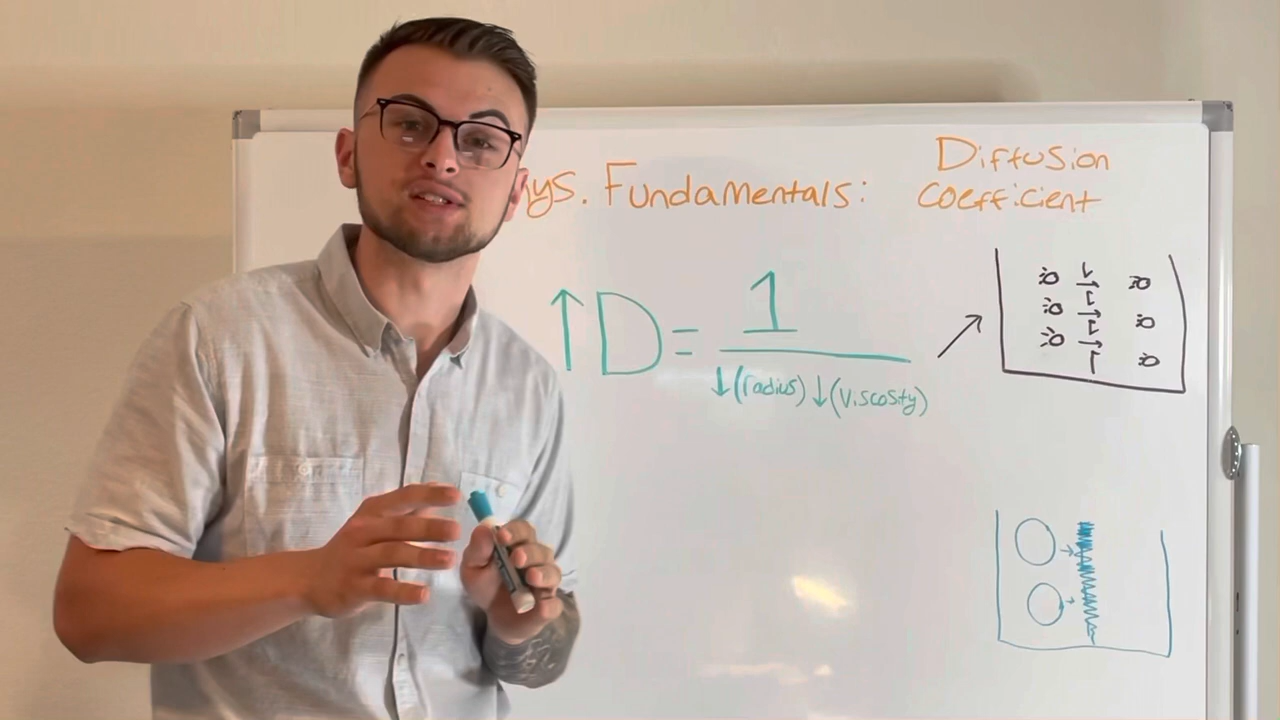 ys. Fundamentals:
Diffusion
coefficient
↑D = 1
↓(radius) ↓(Viscosity)